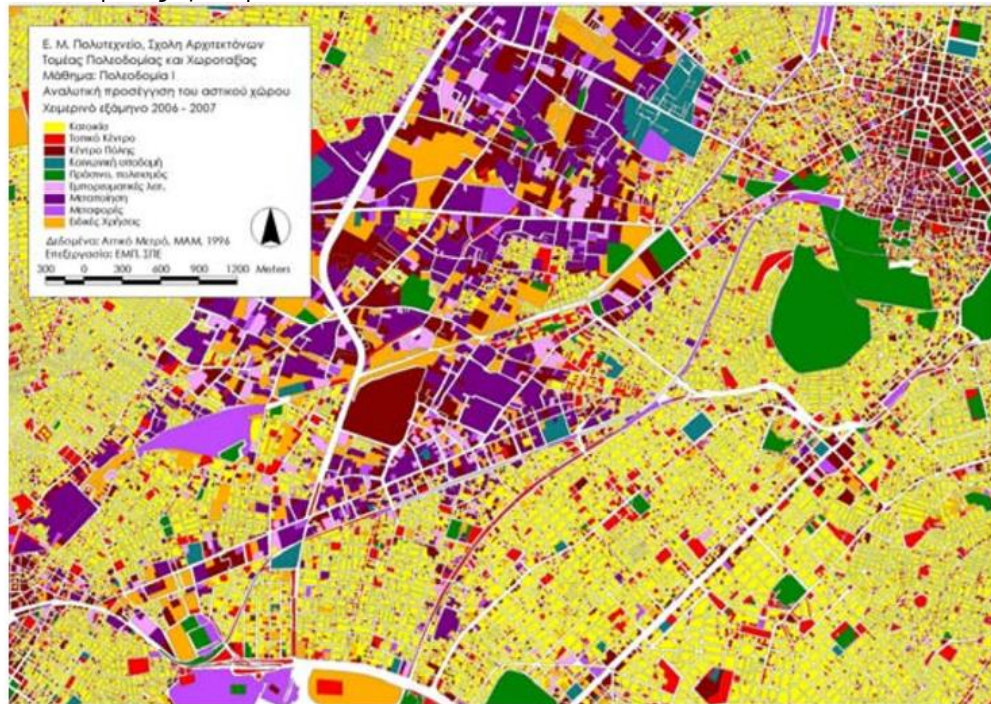 Ε. Μ. Πολυτεχνείο, Σχολη Αρχιτεκτόνων
Τομέας Πολεοδομίας και Χωροταξίας
Μάθημα: Πολεοδομία Ι
Αναλυτική προσέγγιση του αστικού χώρου
Χειμερινό εξάμηνο 2006 - 2007
Κατοικία
Τοπικό Κέντρο
Κέντρο Πόλης
Κοινωνική υποδομή
Πράσινο, πολιτισμός
Εμπορευματικές λειτ.
Μεταποίηση
Μεταφορές
Ειδικές Χρήσεις
Δεδομένα: Αττικό Μετρό, ΜΑΜ, 1996
Επεξεργασία: ΕΜΠ, ΣΠΕ
300 0 300 600 900 1200 Meters